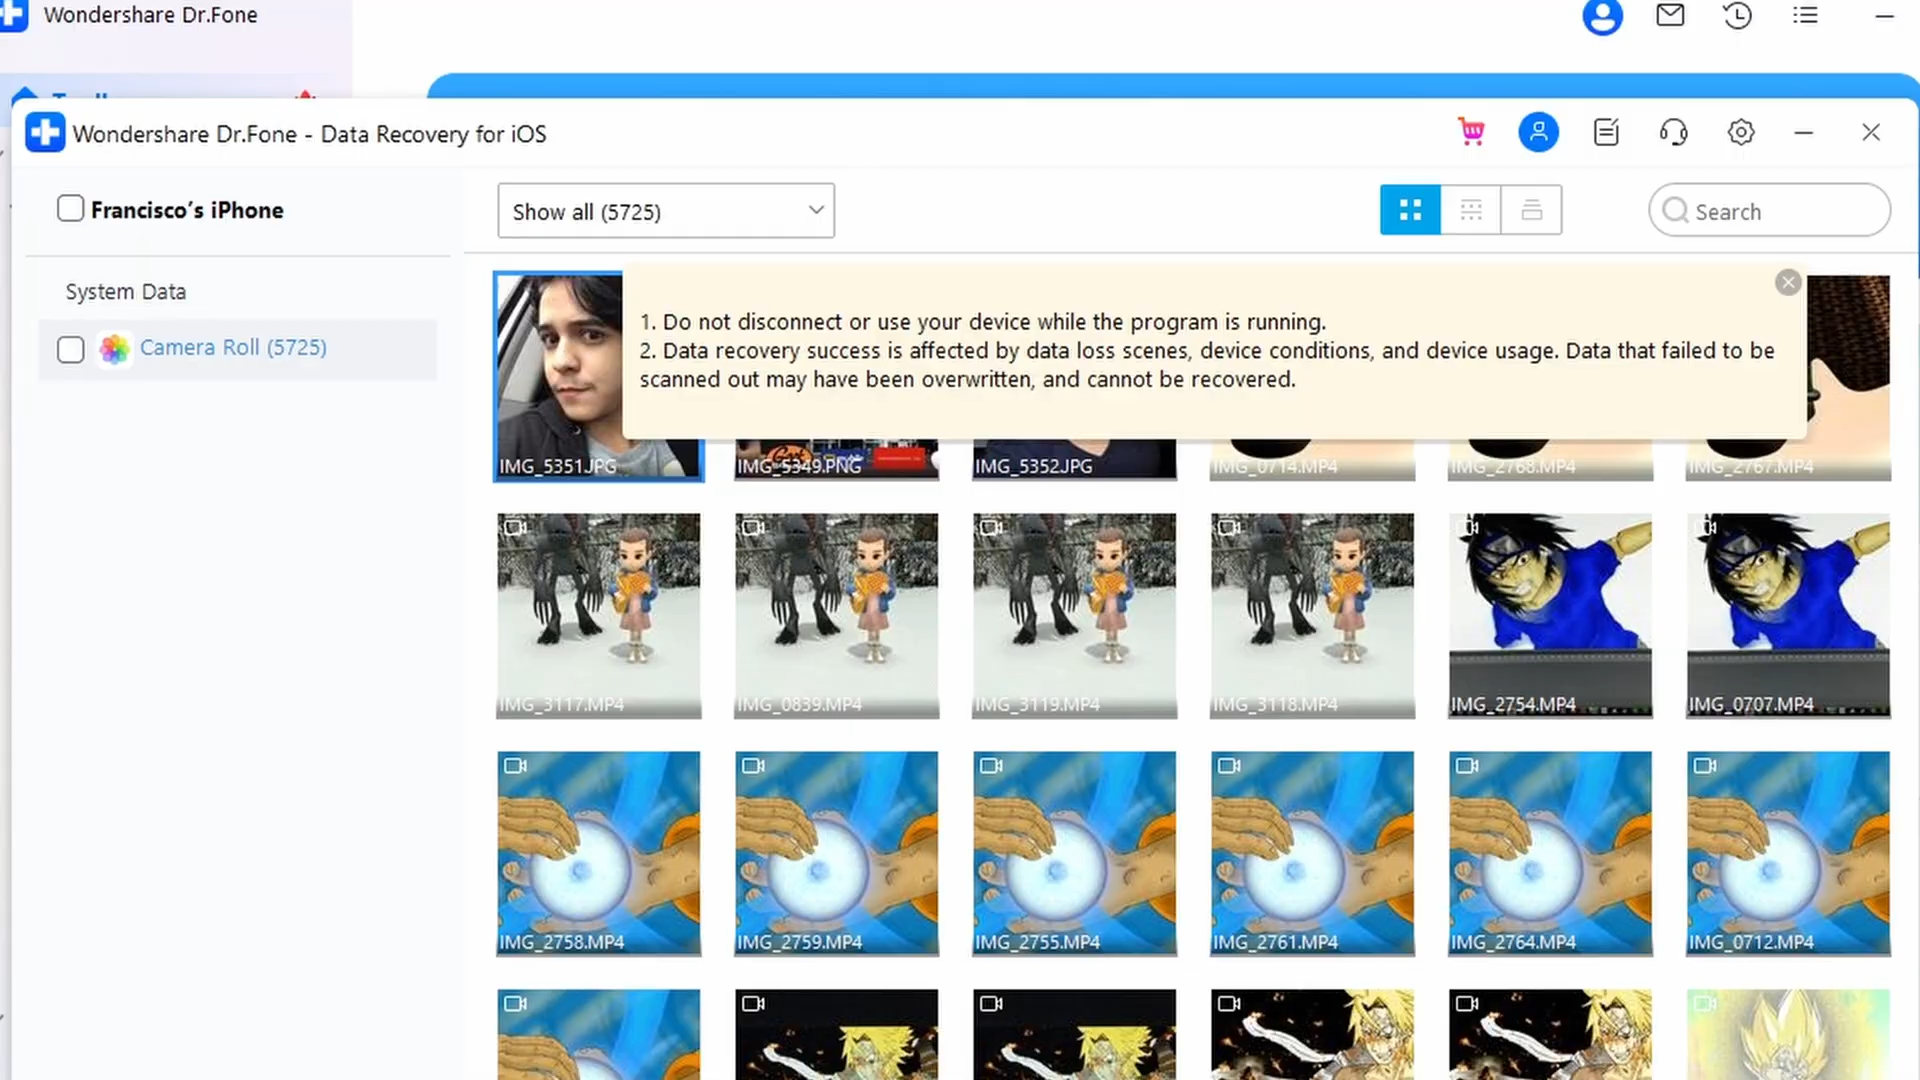 Wondershare Dr.Fone
Wondershare Dr.Fone - Data Recovery for iOS
Francisco's iPhone
Show all (5725)
Search
System Data
Camera Roll (5725)
1. Do not disconnect or use your device while the program is running.
2. Data recovery success is affected by data loss scenes, device conditions, and device usage. Data that failed to be
scanned out may have been overwritten, and cannot be recovered.
IMG_5351.JPG
IMG_5349.PNG
IMG_5352.JPG
IMG_0714.MP4
IMG_2768.MP4
IMG_2767.MP4
IMG_3117.MP4
IMG_0839.MP4
IMG_3119.MP4
IMG_3118.MP4
IMG_2754.MP4
IMG_0707.MP4
IMG_2758.MP4
IMG_2759.MP4
IMG_2755.MP4
IMG_2761.MP4
IMG_2764.MP4
IMG_0712.MP4